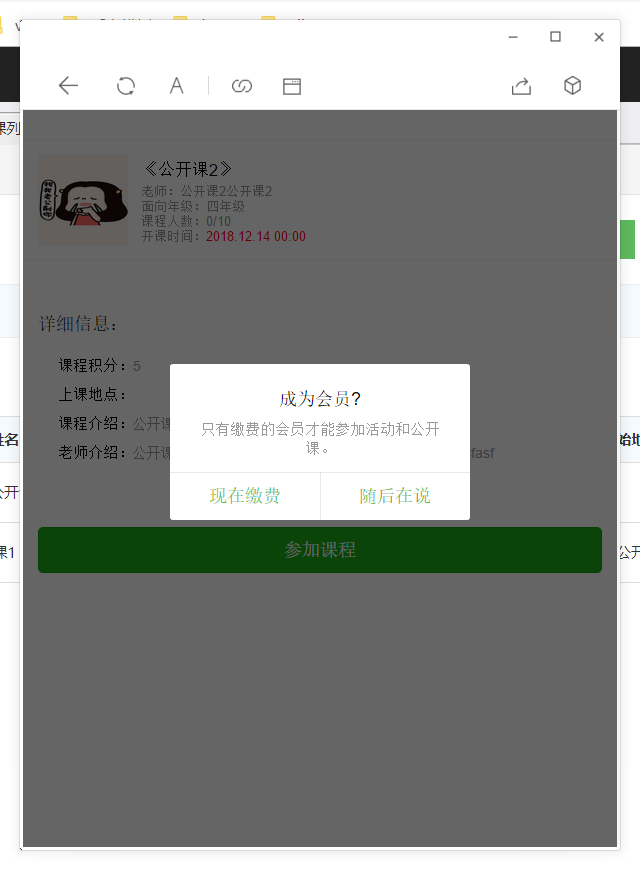 《公开课2》
老师：公开课2公开课2
面向年级：四年级
课程人数：0/10
开课时间：2018.12.14 00:00
详细信息：
课程积分：5
上课地点：
课程介绍：公开课
老师介绍：公开课
fasf
成为会员?
只有缴费的会员才能参加活动和公开
课。
现在缴费
随后在说
参加课程
课列
姓名
公开
课1
始地
公开